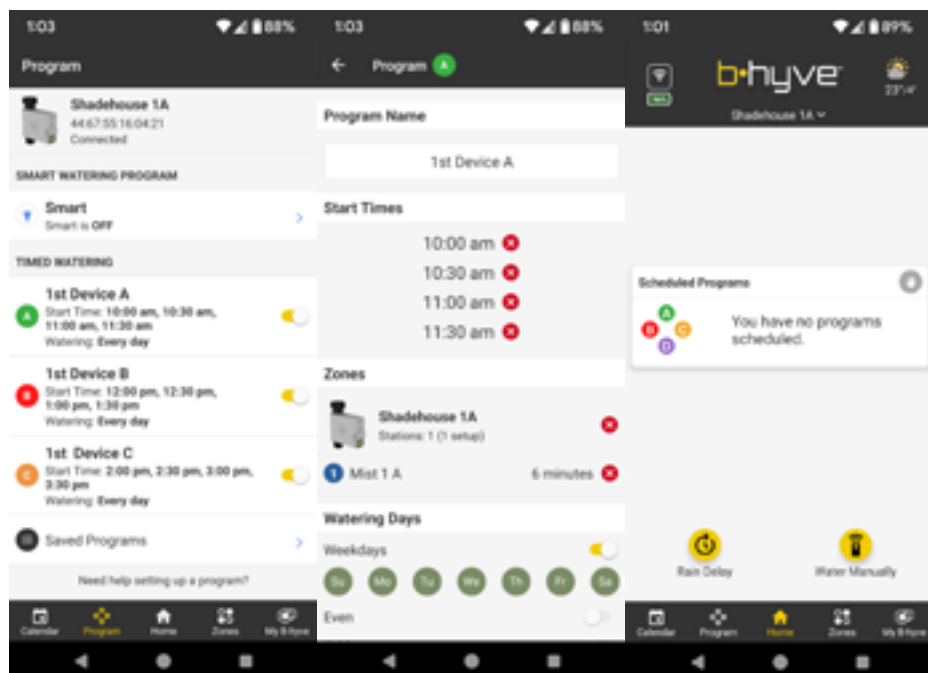 1:03
88%
Program
Shadehouse 1A
44:67:55:16:04:21
Connected
SMART WATERING PROGRAM
Smart
Smart is OFF
TIMED WATERING
A
1st Device A
Start Time: 10:00 am, 10:30 am,
11:00 am, 11:30 am
Watering: Every day
B
1st Device B
Start Time: 12:00 pm, 12:30 pm,
1:00 pm, 1:30 pm
Watering: Every day
C
1st Device C
Start Time: 2:00 pm, 2:30 pm, 3:00 pm,
3:30 pm
Watering: Every day
Saved Programs
Need help setting up a program?
Calendar
Program
Home
Zones
My B-hyve
1:03
88%
Program A
Program Name
1st Device A
Start Times
10:00 am
10:30 am
11:00 am
11:30 am
Zones
Shadehouse 1A
Stations: 1 (1 setup)
1 Mist 1 A 6 minutes
Watering Days
Weekdays
Su Mo Tu We Th Fr Sa
Even
1:01
89%
b•hyve
Shadehouse 1A
Scheduled Programs
A
B
C
D
You have no programs
scheduled.
Rain Delay
Water Manually
Calendar
Program
Home
Zones
My B-hyve